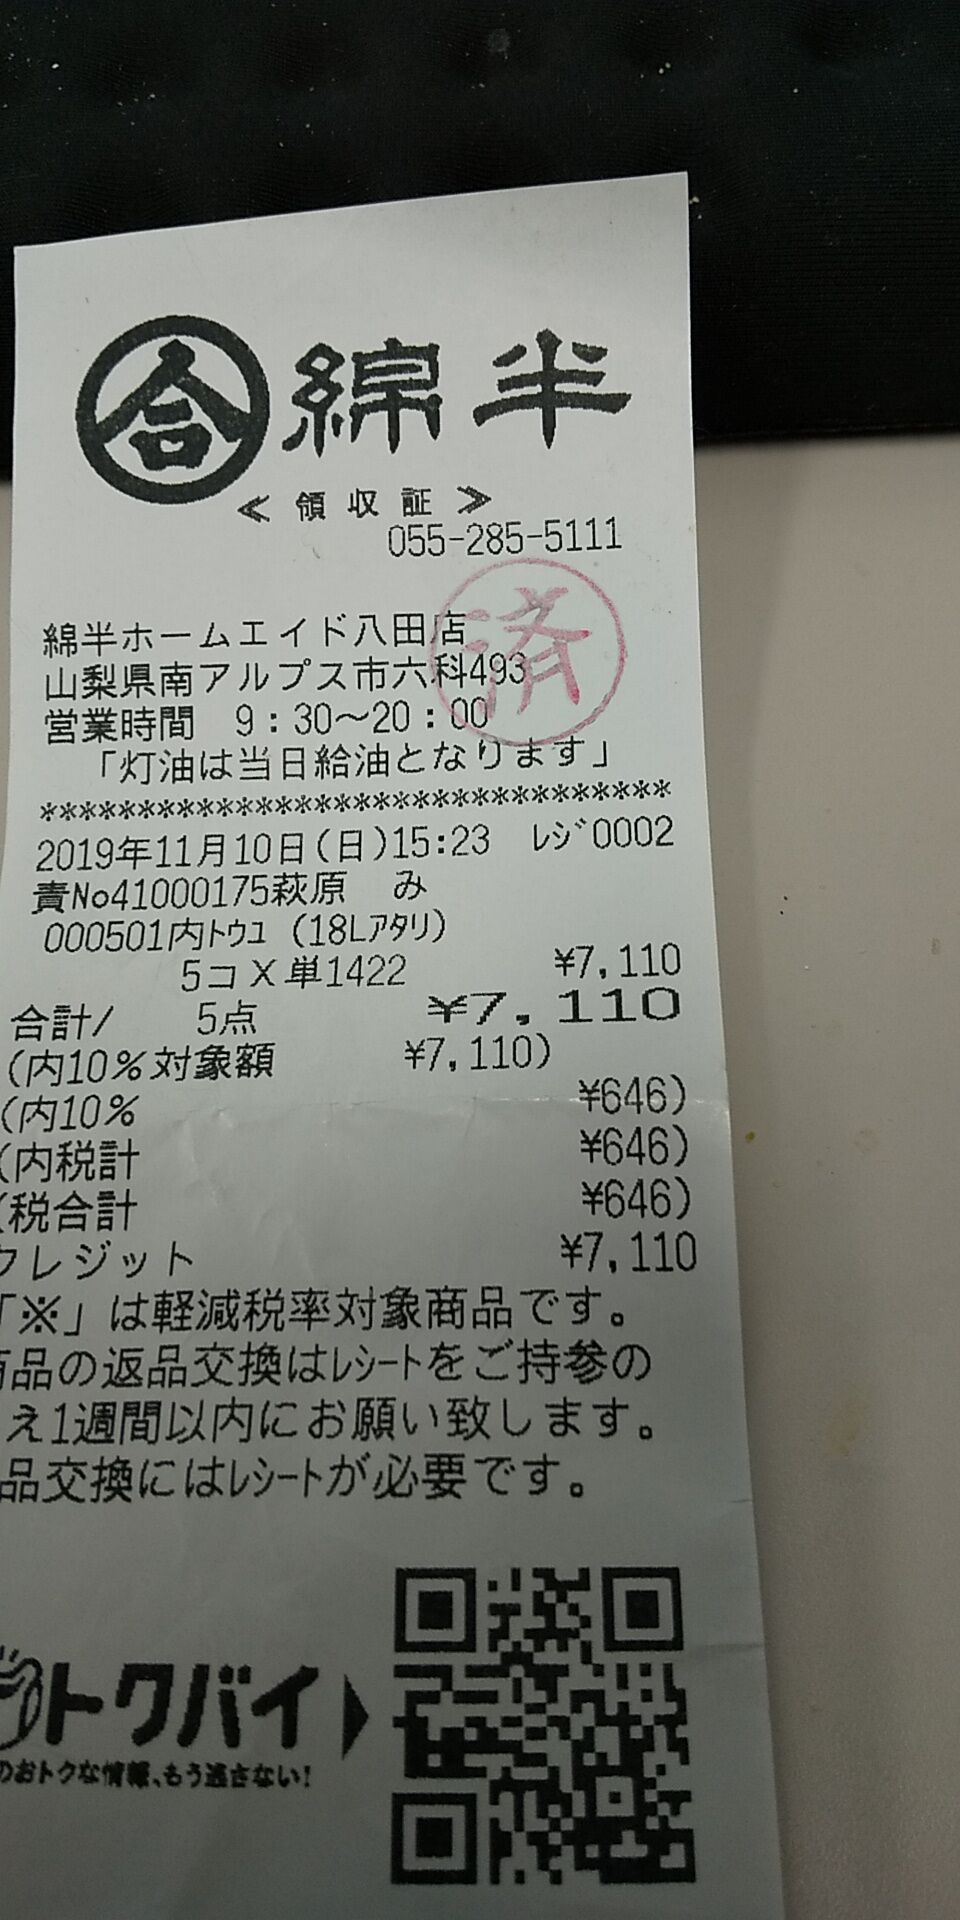 合 綿半
≪ 領収証 ≫
055-285-5111
済
綿半ホームエイド八田店
山梨県南アルプス市六科493
営業時間 9:30～20:00
「灯油は当日給油となります」
********************************
2019年11月10日(日)15:23 ﾚｼﾞ0002
責No41000175萩原 み
000501内ﾄｳﾕ (18Lｱﾀﾘ)
5コ X 単1422 ¥7,110
合計/ 5点 ¥7,110
(内10%対象額 ¥7,110)
(内10% ¥646)
(内税計 ¥646)
(税合計 ¥646)
クレジット ¥7,110
「※」は軽減税率対象商品です。
商品の返品交換はﾚｼｰﾄをご持参の
え1週間以内にお願い致します。
品交換にはﾚｼｰﾄが必要です。
トクバイ
のおトクな情報、もう逃さない!